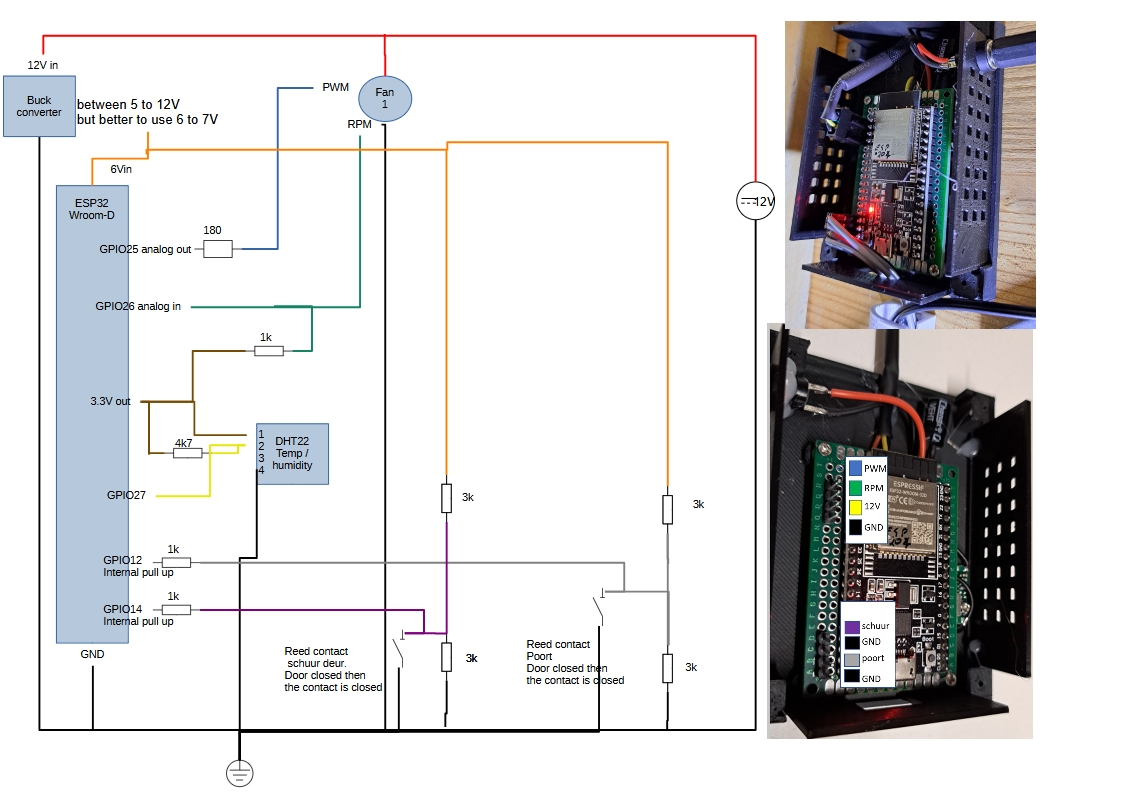 12V in
Buck
converter
between 5 to 12V
but better to use 6 to 7V
PWM
Fan
1
RPM
6Vin
ESP32
Wroom-D
180
GPIO25 analog out
12V
GPIO26 analog in
1k
3.3V out
4k7
1
2
3
4
DHT22
Temp /
humidity
GPIO27
3k
3k
GPIO12
Internal pull up
1k
GPIO14
Internal pull up
1k
GND
Reed contact
schuur deur.
Door closed then
the contact is closed
3k
Reed contact
Poort
Door closed then
the contact is closed
3k
ESP
PWM
RPM
12V
GND
ESPRESSIF
ESP
schuur
GND
poort
GND